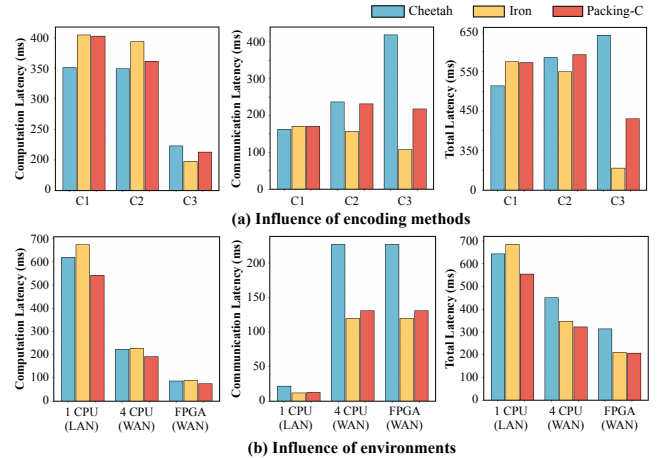 Cheetah Iron Packing-C
Computation Latency (ms)
400
350
300
250
200
C1 C2 C3
Communication Latency (ms)
400
300
200
100
0
C1 C2 C3
Total Latency (ms)
650
550
450
350
250
C1 C2 C3
(a) Influence of encoding methods
Computation Latency (ms)
700
600
500
400
300
200
100
0
1 CPU 4 CPU FPGA
(LAN) (WAN) (WAN)
Communication Latency (ms)
200
150
100
50
0
1 CPU 4 CPU FPGA
(LAN) (WAN) (WAN)
Total Latency (ms)
700
600
500
400
300
200
100
0
1 CPU 4 CPU FPGA
(LAN) (WAN) (WAN)
(b) Influence of environments